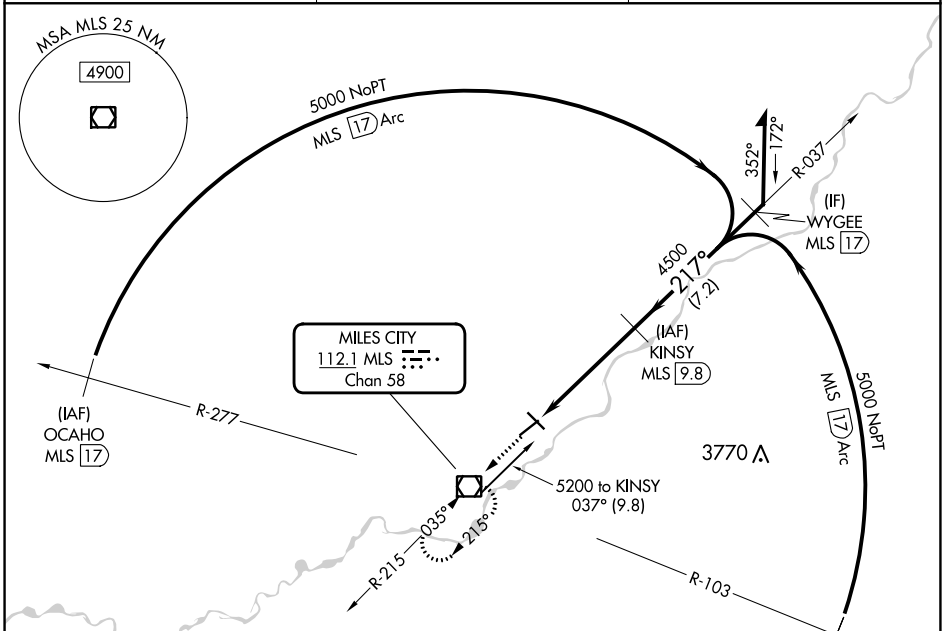 MSA MLS 25 NM
4900
5000 NoPT
MLS 17 Arc
352°
172°
R-037
(IF)
WYGEE
MLS 17
4500
217°
(7.2)
(IAF)
KINSY
MLS 9.8
MILES CITY
112.1 MLS
Chan 58
(IAF)
OCAHO
MLS 17
R-277
5000 NoPT
MLS 17 Arc
3770
5200 to KINSY
037° (9.8)
035°
215°
R-215
R-103